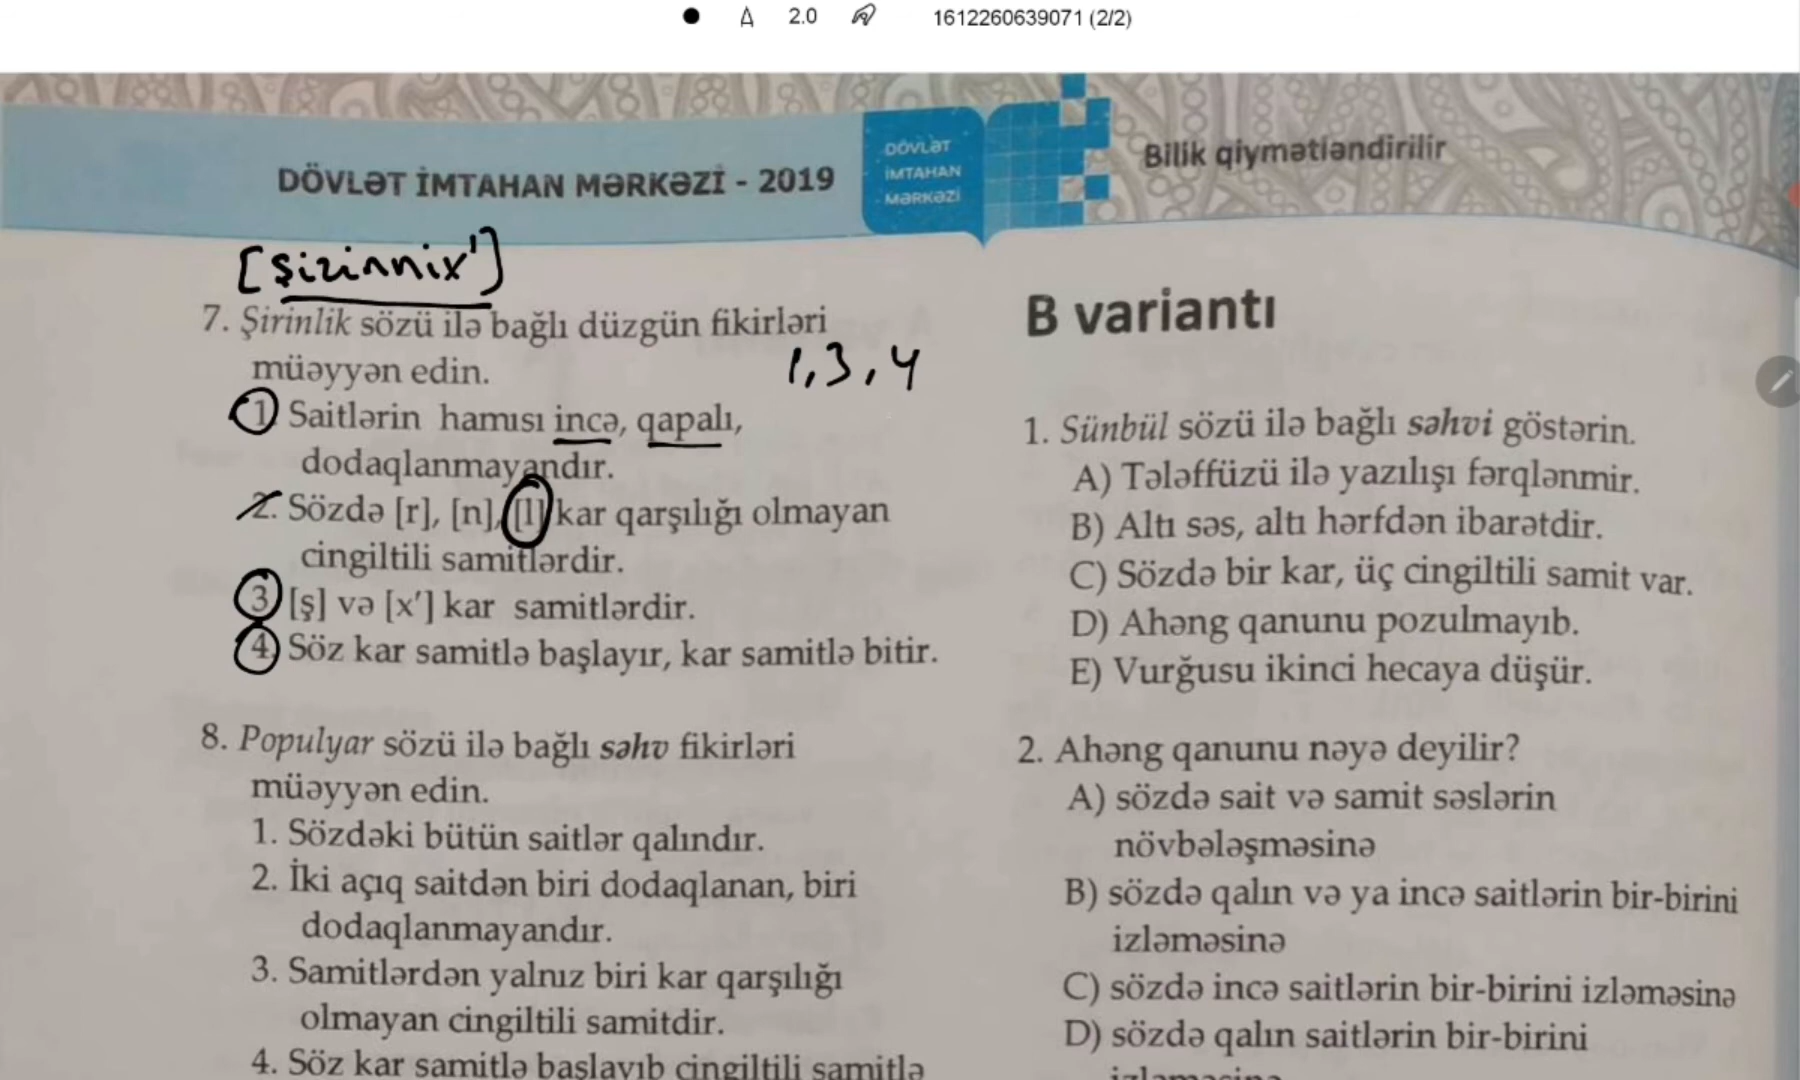 2.0 1612260639071 (2/2)
DÖVLƏT İMTAHAN MƏRKƏZİ - 2019
DÖVLƏT
İMTAHAN
MƏRKƏZİ
Bilik qiymətləndirilir
[şirinnix']
7. Şirinlik sözü ilə bağlı düzgün fikirləri
müəyyən edin.
1,3,4
1. Saitlərin hamısı incə, qapalı,
dodaqlanmayandır.
2. Sözdə [r], [n], [l] kar qarşılığı olmayan
cingiltili samitlərdir.
3. [ş] və [x'] kar samitlərdir.
4. Söz kar samitlə başlayır, kar samitlə bitir.
8. Populyar sözü ilə bağlı səhv fikirləri
müəyyən edin.
1. Sözdəki bütün saitlər qalındır.
2. İki açıq saitdən biri dodaqlanan, biri
dodaqlanmayandır.
3. Samitlərdən yalnız biri kar qarşılığı
olmayan cingiltili samitdir.
4. Söz kar samitlə başlayıb cingiltili samitlə
B variantı
1. Sünbül sözü ilə bağlı səhvi göstərin.
A) Tələffüzü ilə yazılışı fərqlənmir.
B) Altı səs, altı hərfdən ibarətdir.
C) Sözdə bir kar, üç cingiltili samit var.
D) Ahəng qanunu pozulmayıb.
E) Vurğusu ikinci hecaya düşür.
2. Ahəng qanunu nəyə deyilir?
A) sözdə sait və samit səslərin
növbələşməsinə
B) sözdə qalın və ya incə saitlərin bir-birini
izləməsinə
C) sözdə incə saitlərin bir-birini izləməsinə
D) sözdə qalın saitlərin bir-birini
izləməsinə